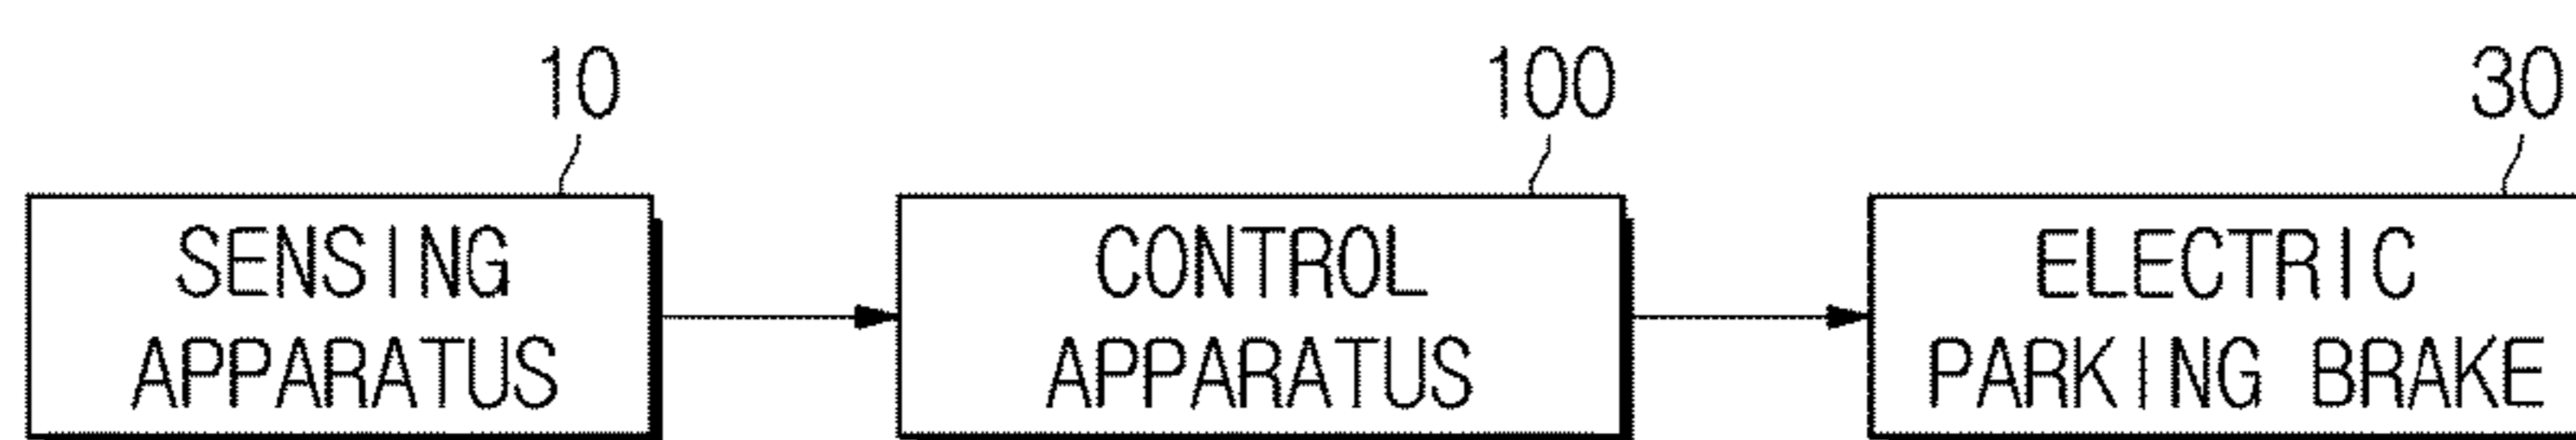 10
100
30
SENSING
APPARATUS
CONTROL
APPARATUS
ELECTRIC
PARKING BRAKE